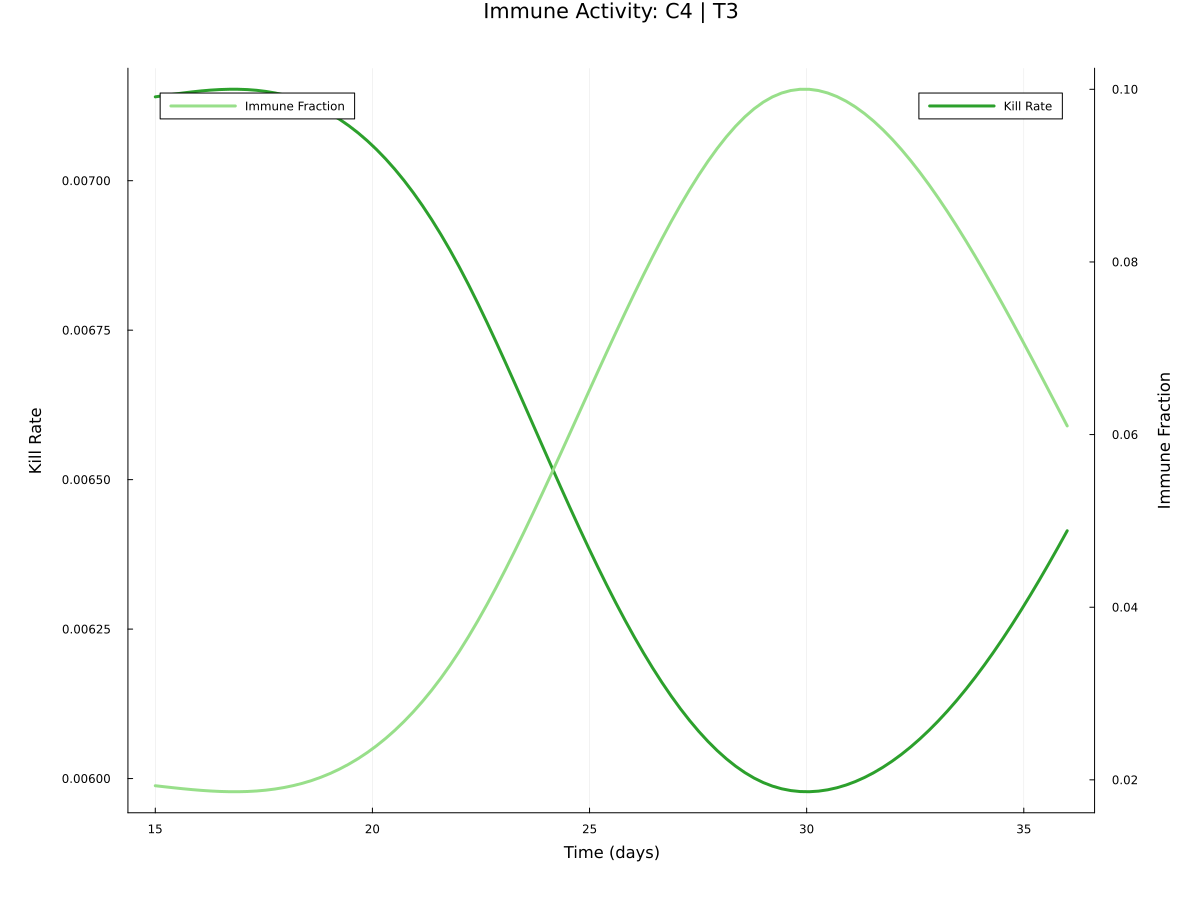 Immune Activity: C4 | T3
Immune Fraction
Kill Rate
0.00700
0.00675
0.00650
0.00625
0.00600
Kill Rate
0.10
0.08
0.06
0.04
0.02
Immune Fraction
15 20 25 30 35
Time (days)